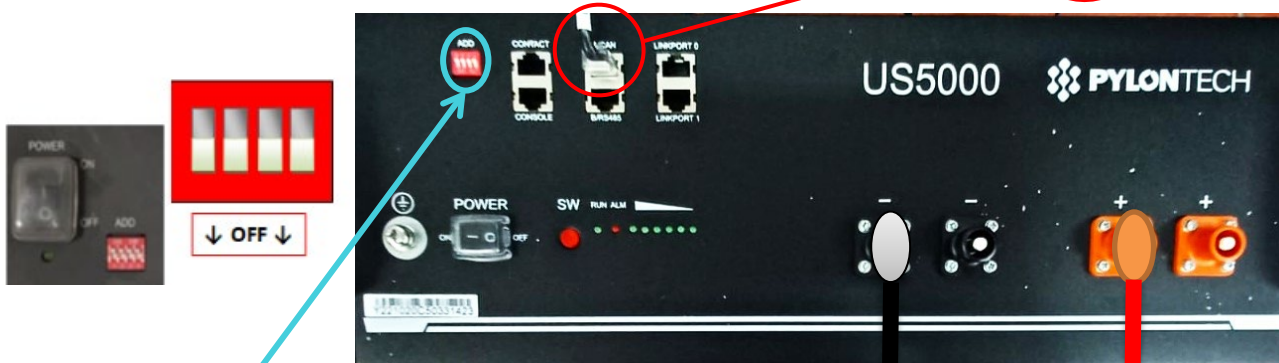 POWER
ON
OFF
ADD
↓ OFF ↓
ADD
CONTACT
LINKPORT 0
CONSOLE
B/RS485
LINKPORT 1
US5000
PYLONTECH
POWER
ON
OFF
SW
RUN ALM
- - + +